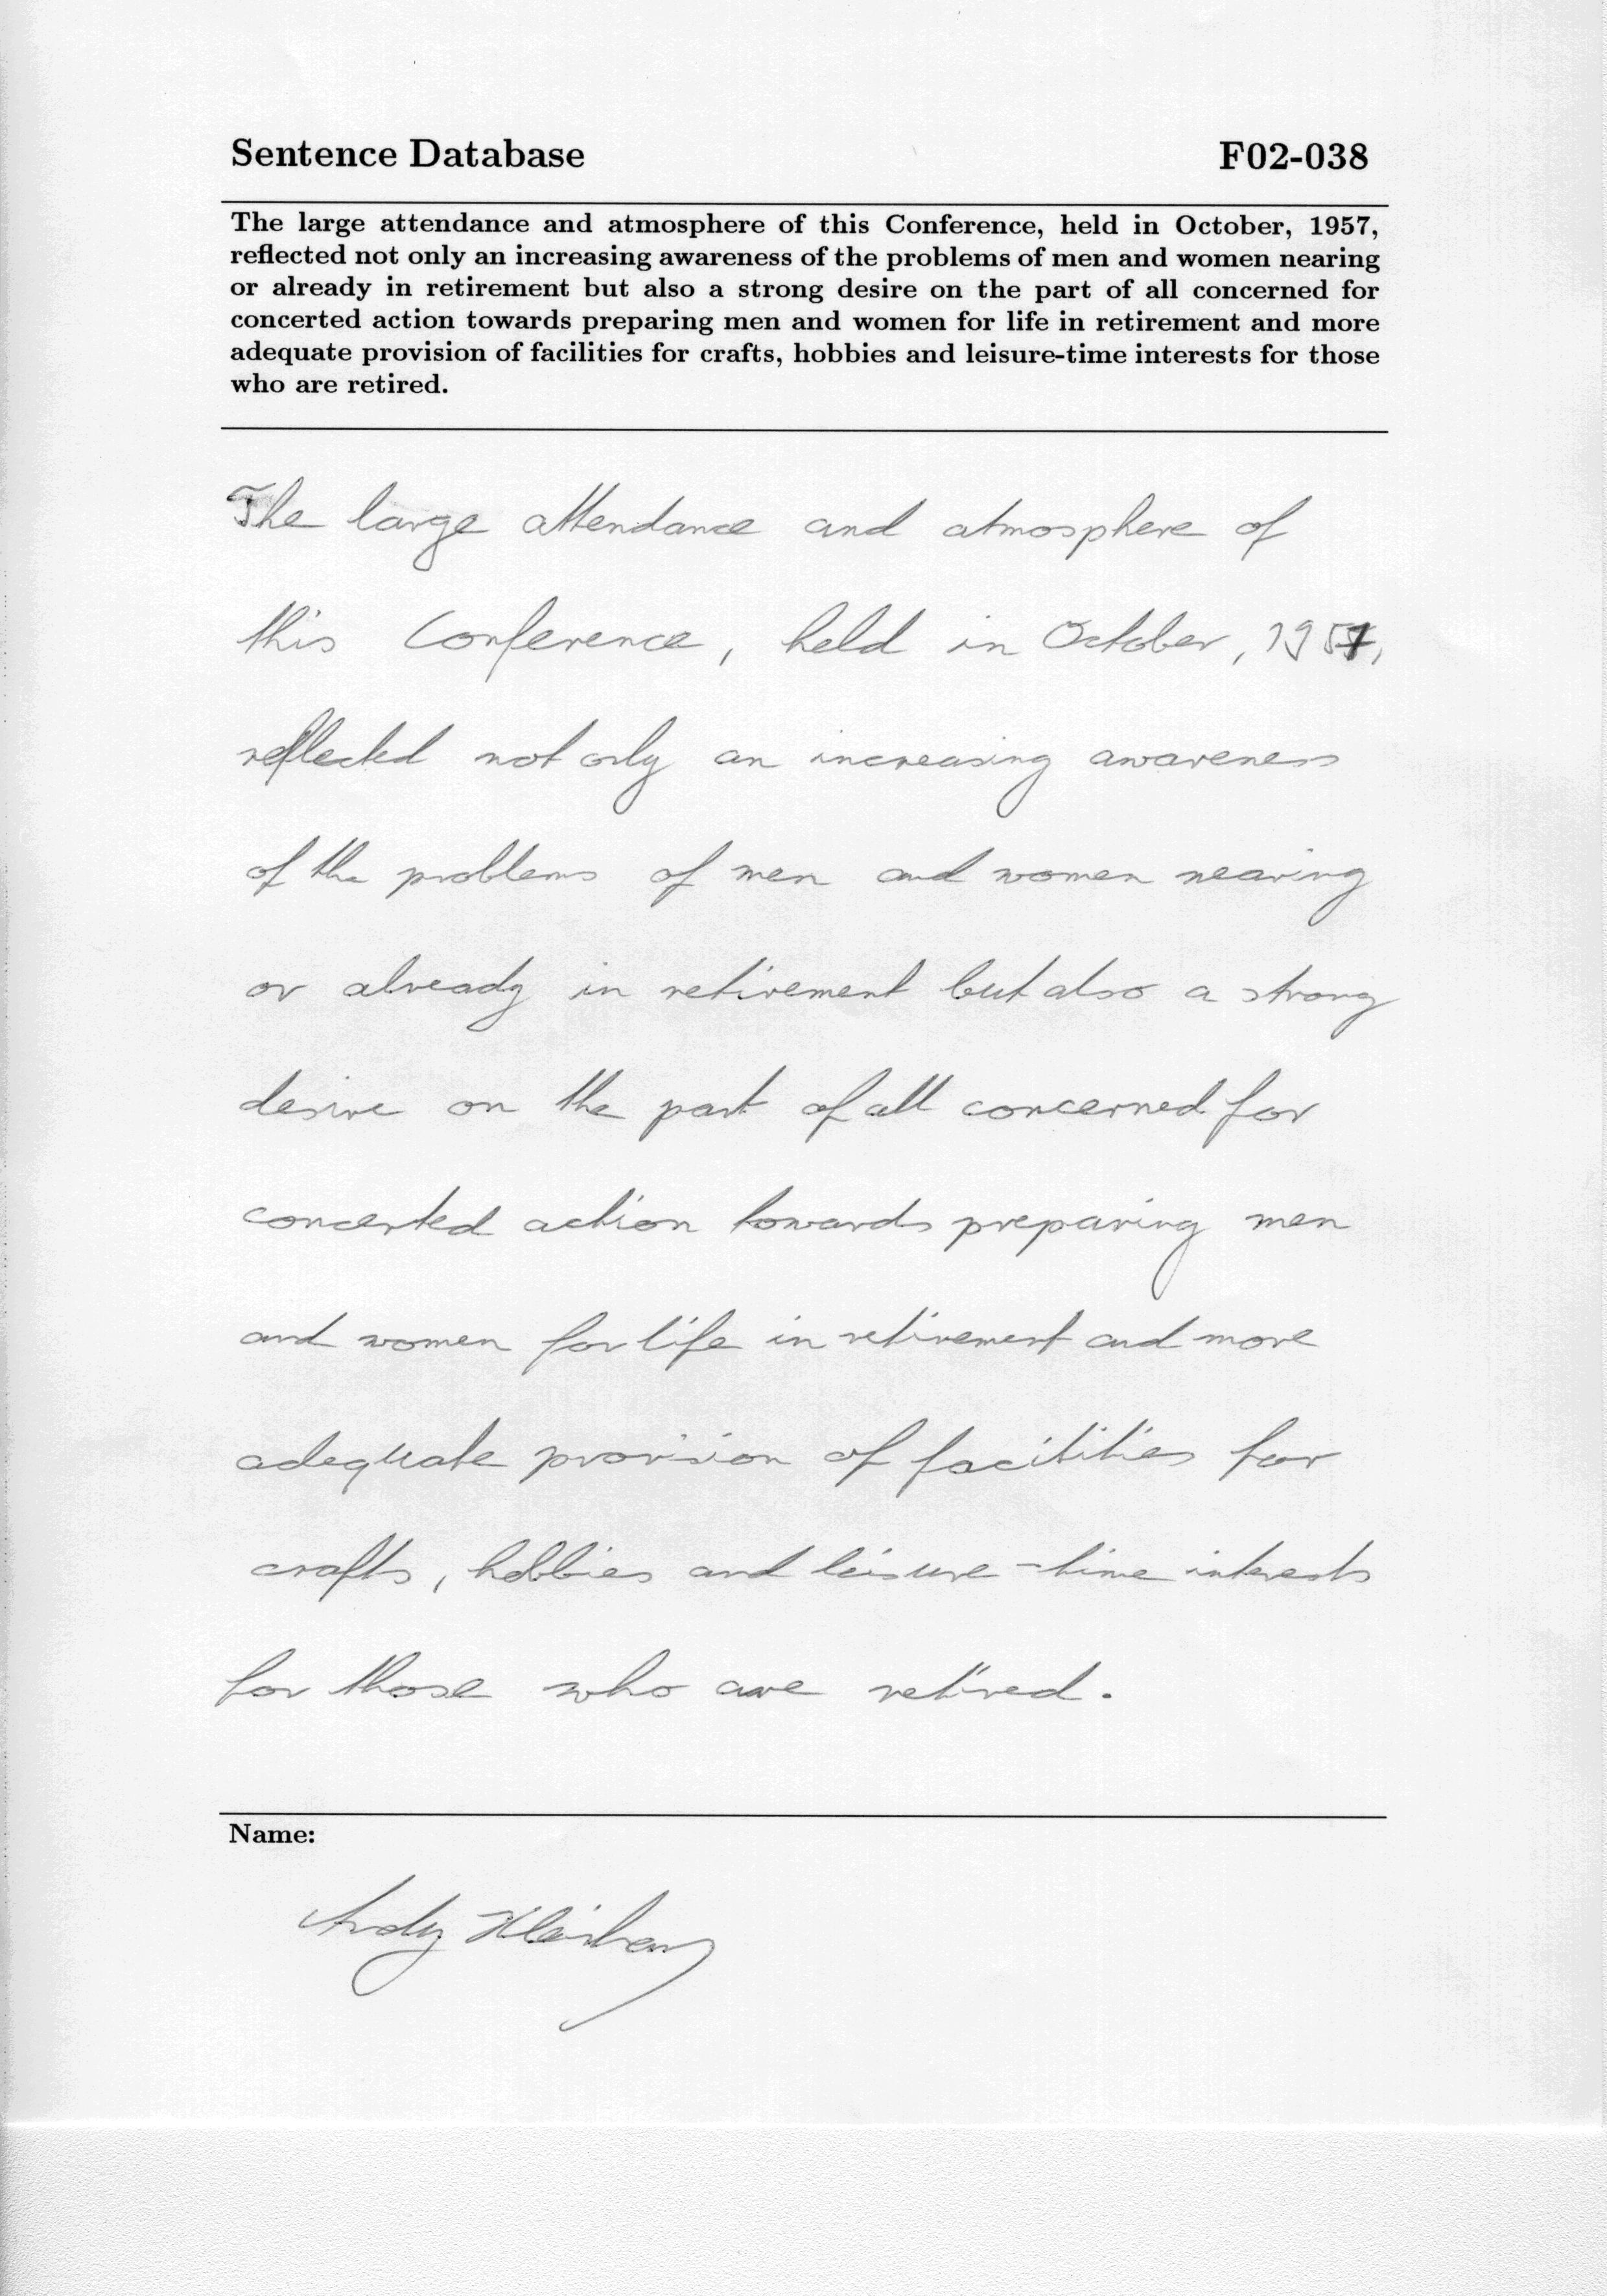 Sentence Database F02-038
The large attendance and atmosphere of this Conference, held in October, 1957,
reflected not only an increasing awareness of the problems of men and women nearing
or already in retirement but also a strong desire on the part of all concerned for
concerted action towards preparing men and women for life in retirement and more
adequate provision of facilities for crafts, hobbies and leisure-time interests for those
who are retired.
The large attendance and atmosphere of
this Conference, held in October, 1957,
reflected not only an increasing awareness
of the problems of men and women nearing
or already in retirement but also a strong
desire on the part of all concerned for
concerted action towards preparing men
and women for life in retirement and more
adequate provision of facilities for
crafts, hobbies and leisure-time interests
for those who are retired.
Name:
Andy